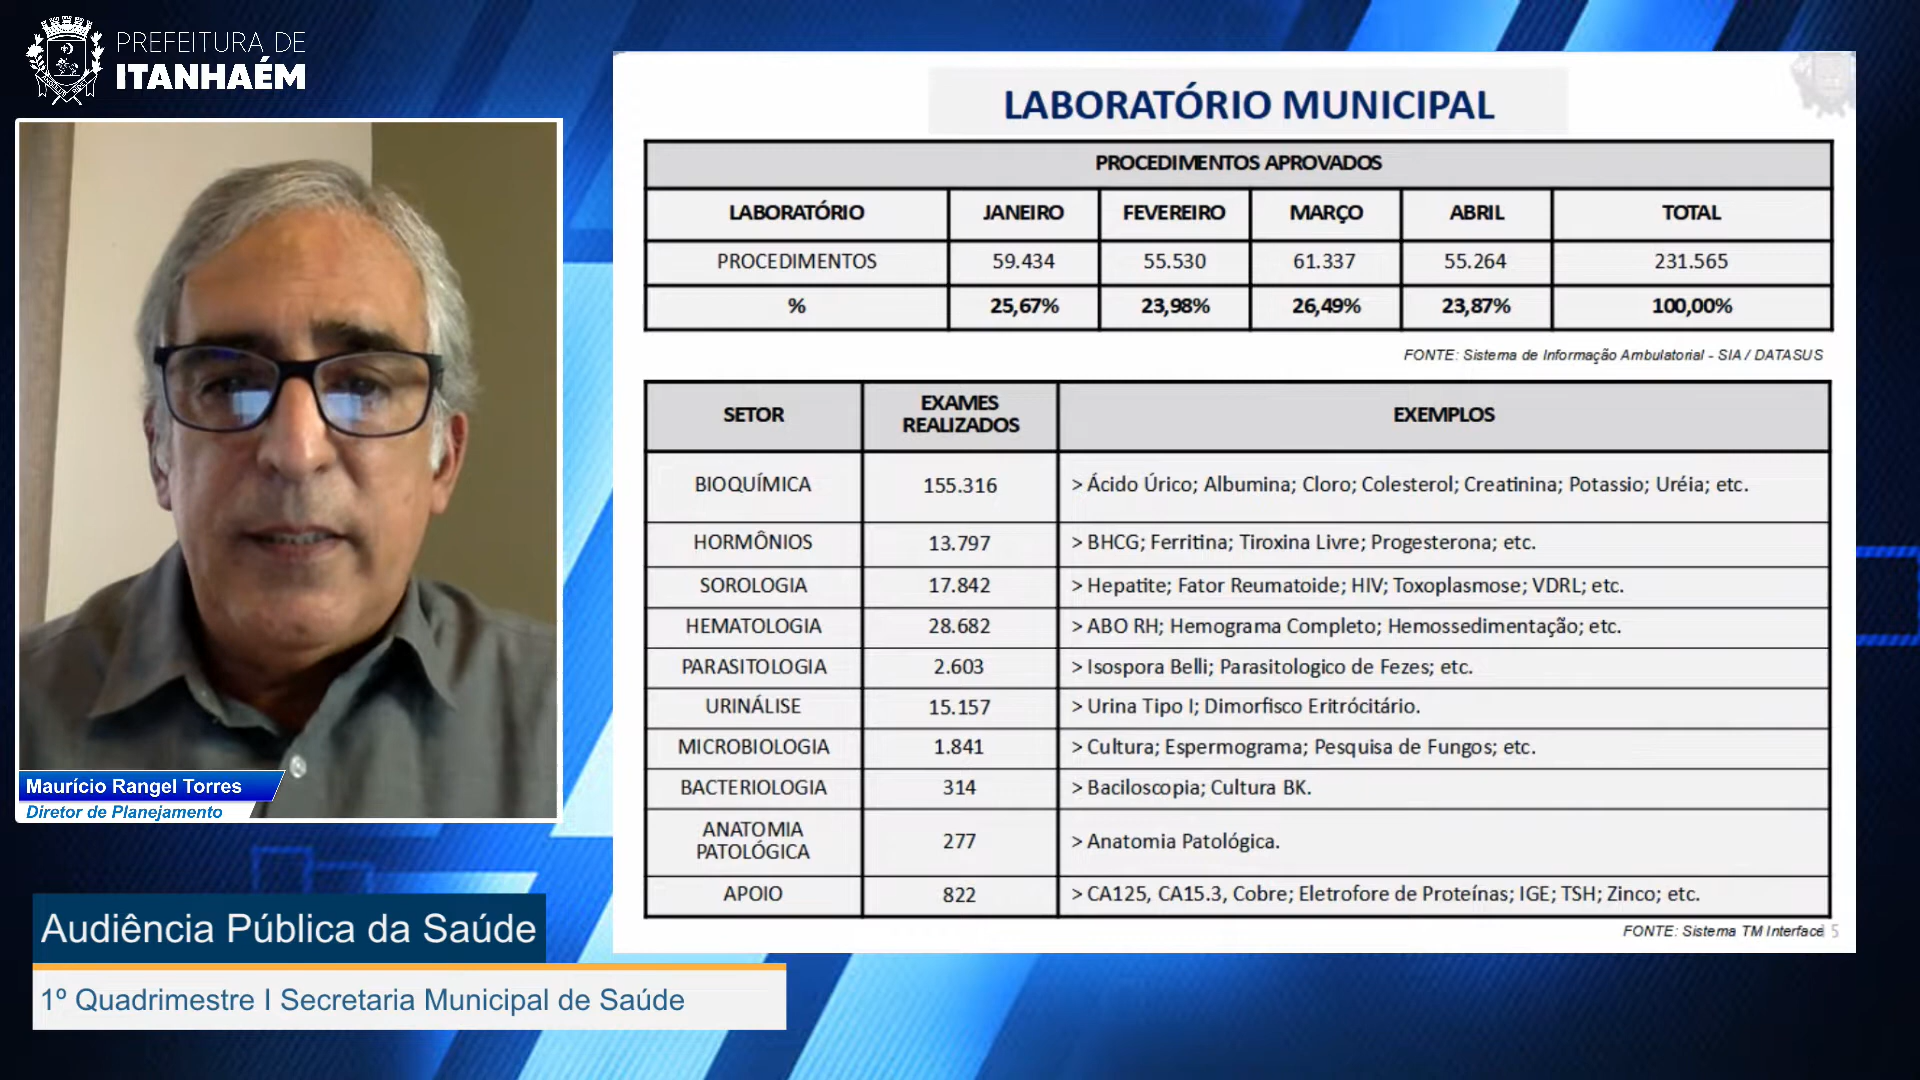 PREFEITURA DE
ITANHAÉM
LABORATÓRIO MUNICIPAL
PROCEDIMENTOS APROVADOS
LABORATÓRIO JANEIRO FEVEREIRO MARÇO ABRIL TOTAL
PROCEDIMENTOS 59.434 55.530 61.337 55.264 231.565
% 25,67% 23,98% 26,49% 23,87% 100,00%
FONTE: Sistema de Informação Ambulatorial - SIA / DATASUS
SETOR EXAMES REALIZADOS EXEMPLOS
BIOQUÍMICA 155.316 > Ácido Úrico; Albumina; Cloro; Colesterol; Creatinina; Potassio; Uréia; etc.
HORMÔNIOS 13.797 > BHCG; Ferritina; Tiroxina Livre; Progesterona; etc.
SOROLOGIA 17.842 > Hepatite; Fator Reumatoide; HIV; Toxoplasmose; VDRL; etc.
HEMATOLOGIA 28.682 > ABO RH; Hemograma Completo; Hemossedimentação; etc.
PARASITOLOGIA 2.603 > Isospora Belli; Parasitologico de Fezes; etc.
URINÁLISE 15.157 > Urina Tipo I; Dimorfisco Eritrócitário.
MICROBIOLOGIA 1.841 > Cultura; Espermograma; Pesquisa de Fungos; etc.
BACTERIOLOGIA 314 > Baciloscopia; Cultura BK.
ANATOMIA PATOLÓGICA 277 > Anatomia Patológica.
APOIO 822 > CA125, CA15.3, Cobre; Eletrofore de Proteínas; IGE; TSH; Zinco; etc.
FONTE: Sistema TM Interface 15
Maurício Rangel Torres
Diretor de Planejamento
Audiência Pública da Saúde
1º Quadrimestre I Secretaria Municipal de Saúde